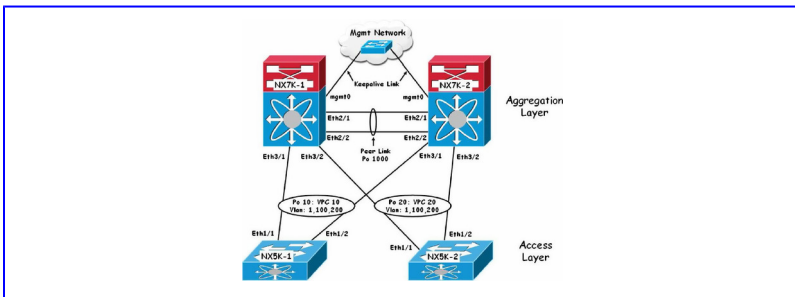 Mgmt Network
NX7K-1
Keepalive Link
NX7K-2
mgmt0
mgmt0
Aggregation
Layer
Eth2/1
Eth2/1
Eth2/2
Eth2/2
Peer Link
Po 1000
Eth3/1
Eth3/2
Eth3/1
Eth3/2
Po 10: VPC 10
Vlan: 1,100,200
Po 20: VPC 20
Vlan: 1,100,200
Eth1/1
Eth1/2
Eth1/1
Eth1/2
NX5K-1
NX5K-2
Access
Layer